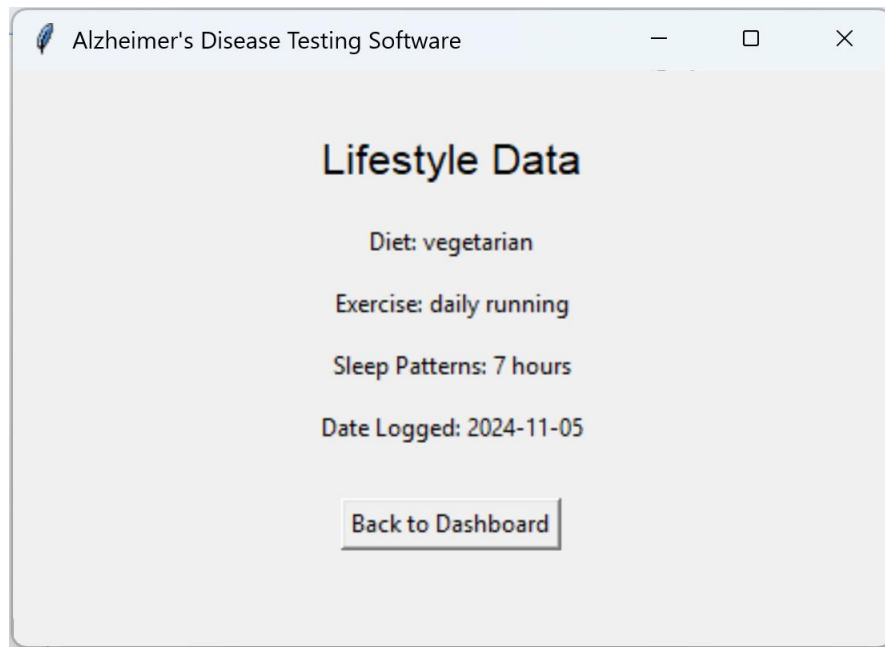 Alzheimer's Disease Testing Software
Lifestyle Data
Diet: vegetarian
Exercise: daily running
Sleep Patterns: 7 hours
Date Logged: 2024-11-05
Back to Dashboard